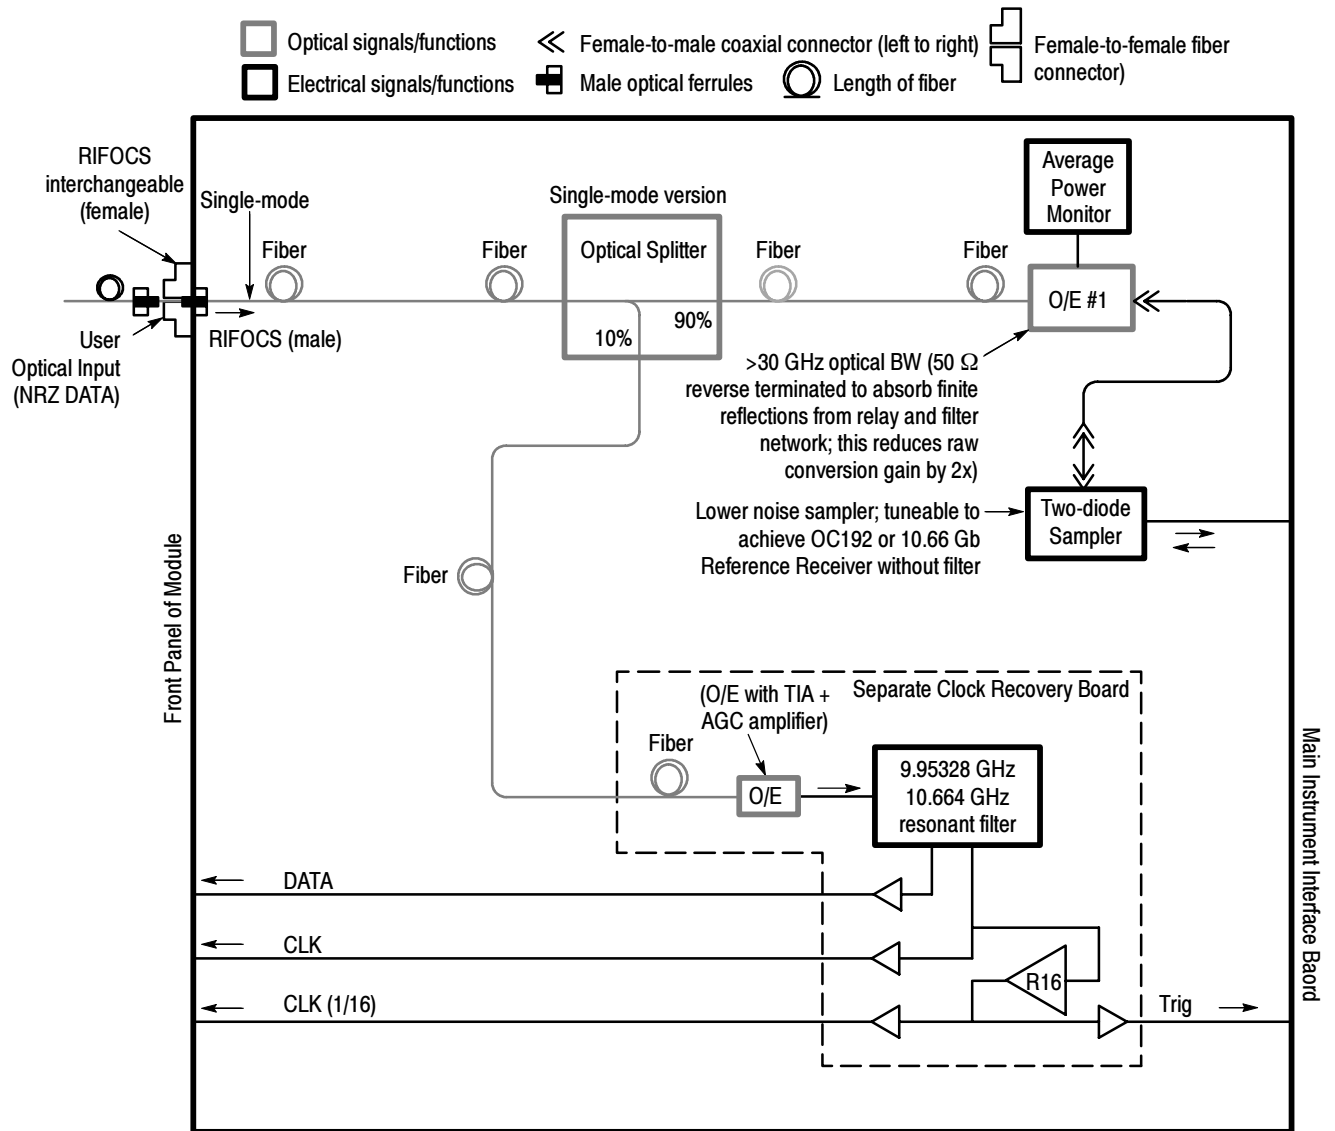 Optical signals/functions
Female-to-male coaxial connector (left to right)
Female-to-female fiber
connector)
Electrical signals/functions
Male optical ferrules
Length of fiber
RIFOCS
interchangeable
(female)
Single-mode
Fiber
Fiber
Single-mode version
Optical Splitter
10%
90%
Fiber
Fiber
Average
Power
Monitor
O/E #1
RIFOCS (male)
User
Optical Input
(NRZ DATA)
>30 GHz optical BW (50 Ω
reverse terminated to absorb finite
reflections from relay and filter
network; this reduces raw
conversion gain by 2x)
Lower noise sampler; tuneable to
achieve OC192 or 10.66 Gb
Reference Receiver without filter
Two-diode
Sampler
Fiber
Front Panel of Module
Separate Clock Recovery Board
(O/E with TIA +
AGC amplifier)
Fiber
O/E
9.95328 GHz
10.664 GHz
resonant filter
Main Instrument Interface Baord
DATA
CLK
R16
CLK (1/16)
Trig